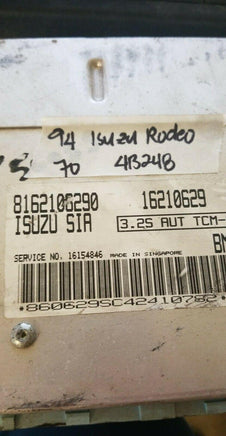 94 Isuzu Rodeo
70 4B248
8162106290 16210629
ISUZU SIA 3.2S AUT TCM-
BM
SERVICE NO. 16154846 MADE IN SINGAPORE
*860629SC42410782*